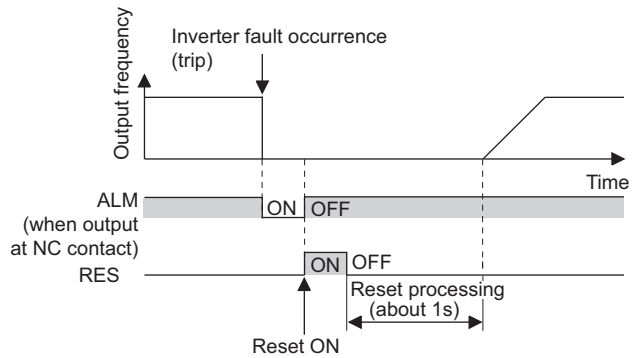 Inverter fault occurrence
(trip)
Output frequency
Time
ALM
(when output
at NC contact)
ON
OFF
RES
ON
OFF
Reset processing
(about 1s)
Reset ON